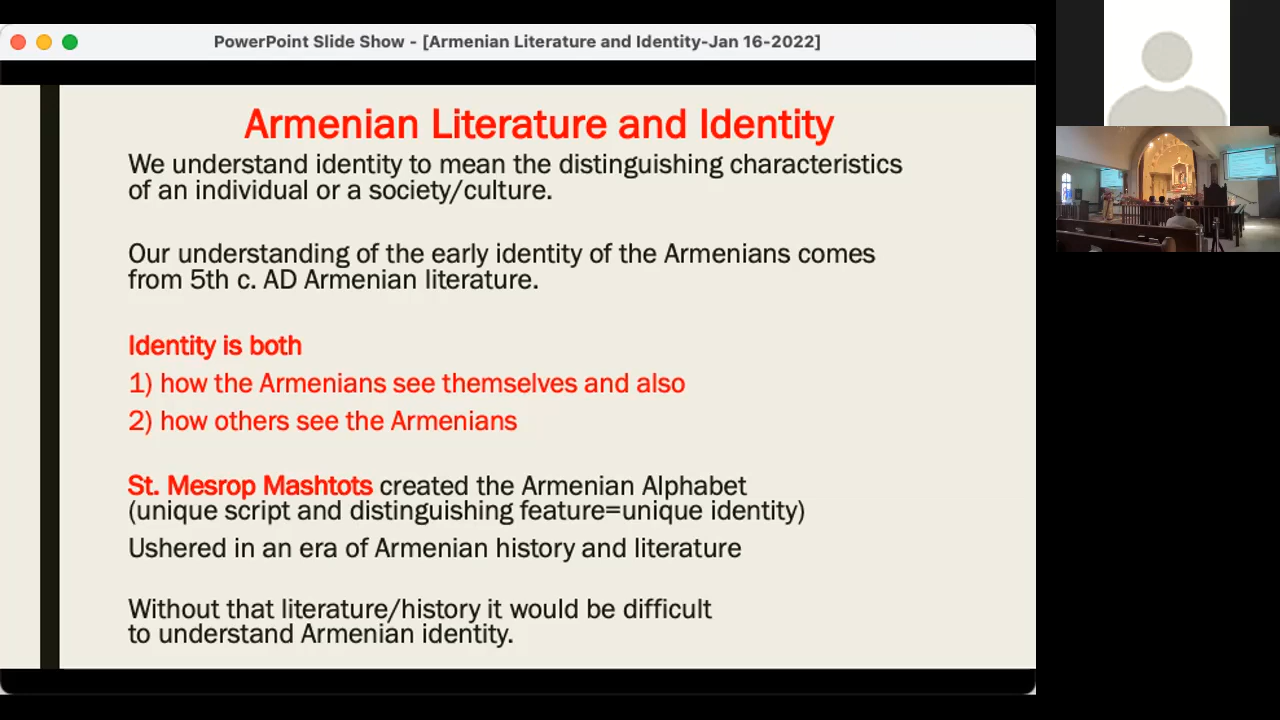 PowerPoint Slide Show - [Armenian Literature and Identity-Jan 16-2022]
Armenian Literature and Identity
We understand identity to mean the distinguishing characteristics
of an individual or a society/culture.
Our understanding of the early identity of the Armenians comes
from 5th c. AD Armenian literature.
Identity is both
1) how the Armenians see themselves and also
2) how others see the Armenians
St. Mesrop Mashtots created the Armenian Alphabet
(unique script and distinguishing feature=unique identity)
Ushered in an era of Armenian history and literature
Without that literature/history it would be difficult
to understand Armenian identity.